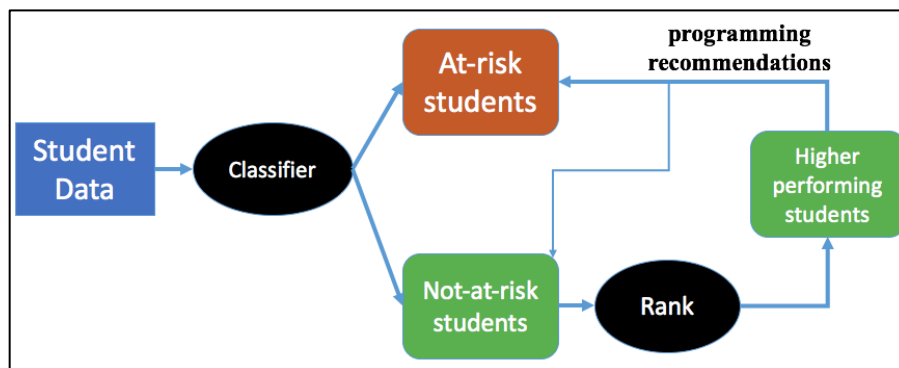 Student
Data
Classifier
At-risk
students
Not-at-risk
students
Rank
Higher
performing
students
programming
recommendations